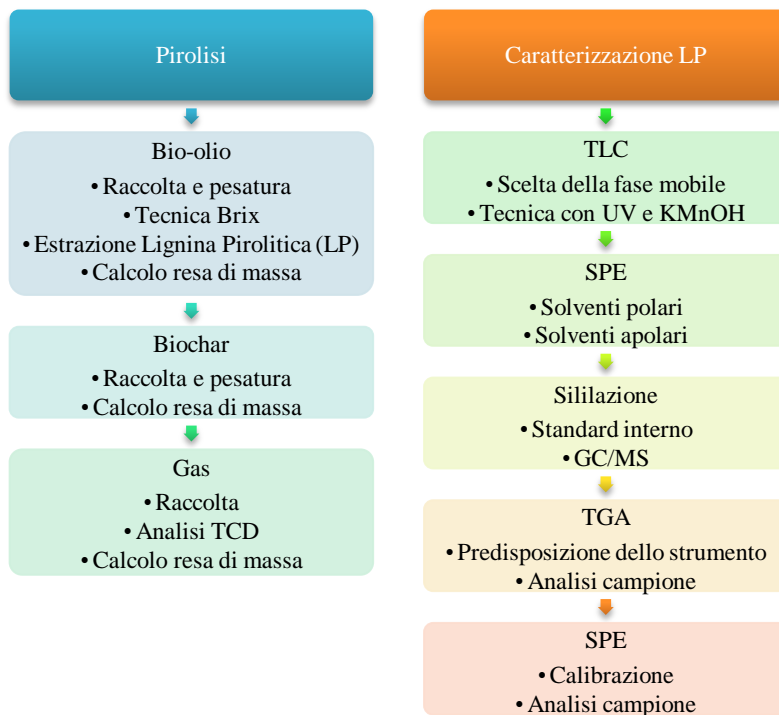 Pirolisi
Bio-olio
• Raccolta e pesatura
• Tecnica Brix
• Estrazione Lignina Pirolitica (LP)
• Calcolo resa di massa
Biochar
• Raccolta e pesatura
• Calcolo resa di massa
Gas
• Raccolta
• Analisi TCD
• Calcolo resa di massa
Caratterizzazione LP
TLC
• Scelta della fase mobile
• Tecnica con UV e KMnOH
SPE
• Solventi polari
• Solventi apolari
Sililazione
• Standard interno
• GC/MS
TGA
• Predisposizione dello strumento
• Analisi campione
SPE
• Calibrazione
• Analisi campione